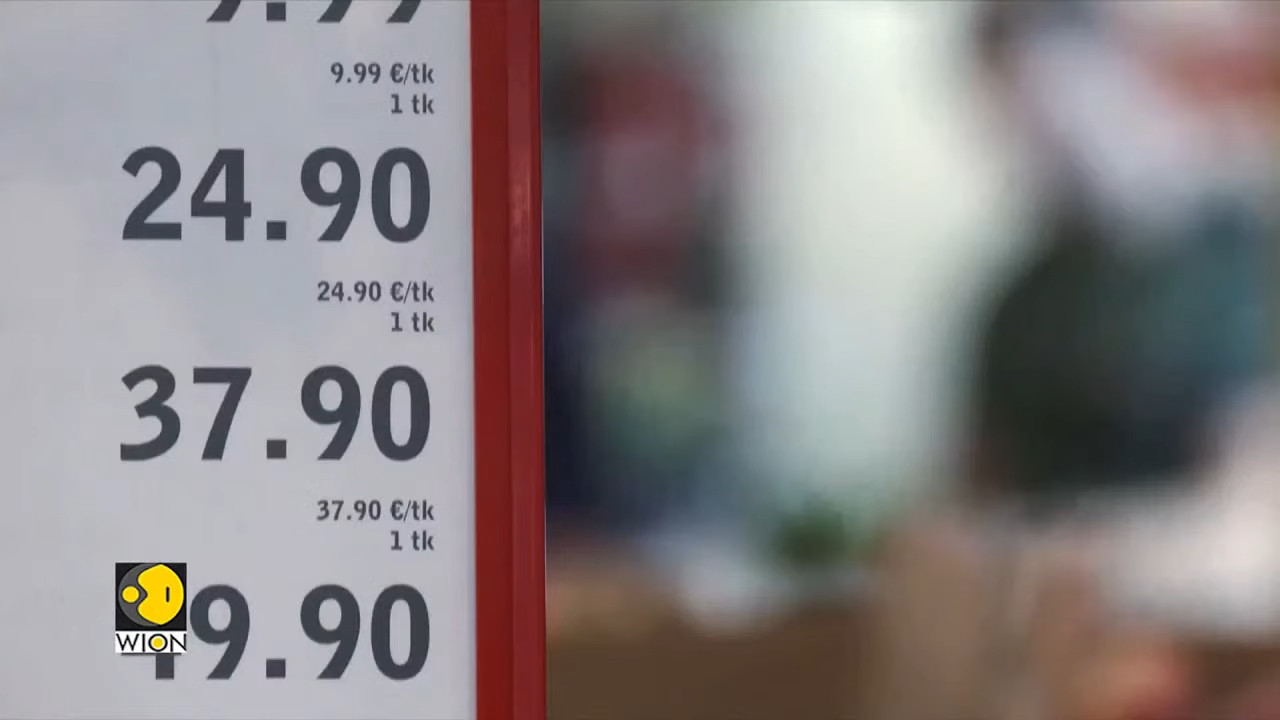 9.99 €/tk
1 tk
24.90
24.90 €/tk
1 tk
37.90
37.90 €/tk
1 tk
9.90
WION